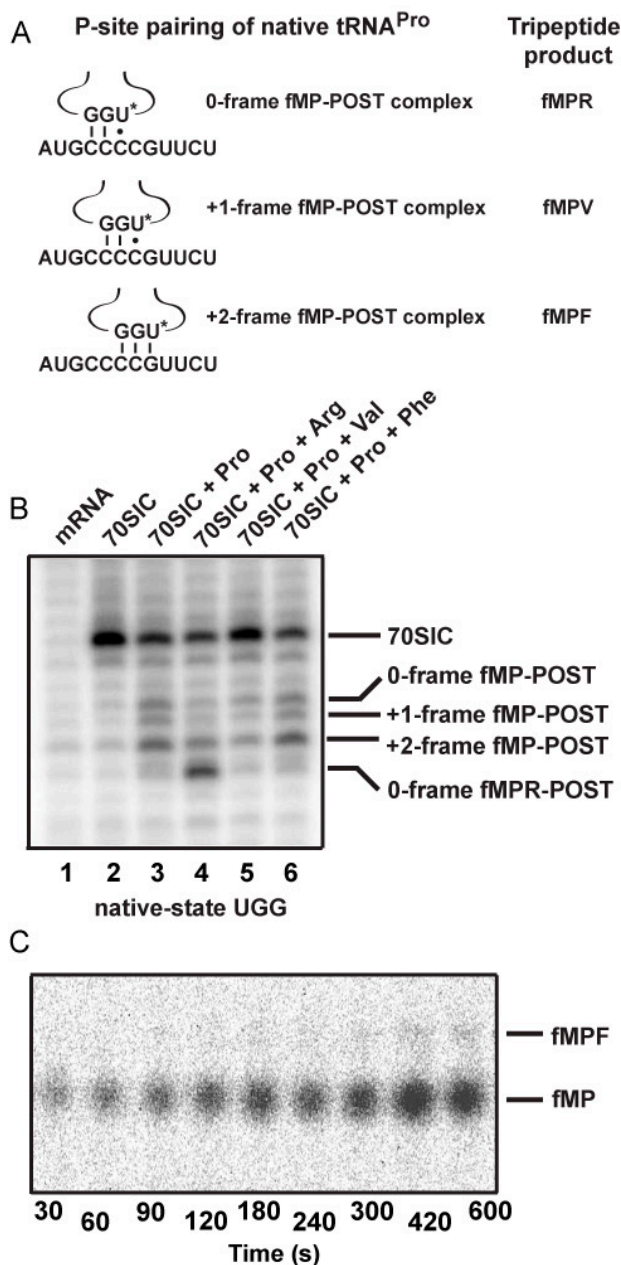 A
P-site pairing of native tRNAPro
Tripeptide
product
GGU*
AUGCCCCGUUCU
0-frame fMP-POST complex
fMPR
GGU*
AUGCCCCGUUCU
+1-frame fMP-POST complex
fMPV
GGU*
AUGCCCCGUUCU
+2-frame fMP-POST complex
fMPF
B
mRNA
70SIC
70SIC + Pro
70SIC + Pro + Arg
70SIC + Pro + Val
70SIC + Pro + Phe
70SIC
0-frame fMP-POST
+1-frame fMP-POST
+2-frame fMP-POST
0-frame fMPR-POST
1 2 3 4 5 6
native-state UGG
C
fMPF
fMP
30 60 90 120 180 240 300 420 600
Time (s)